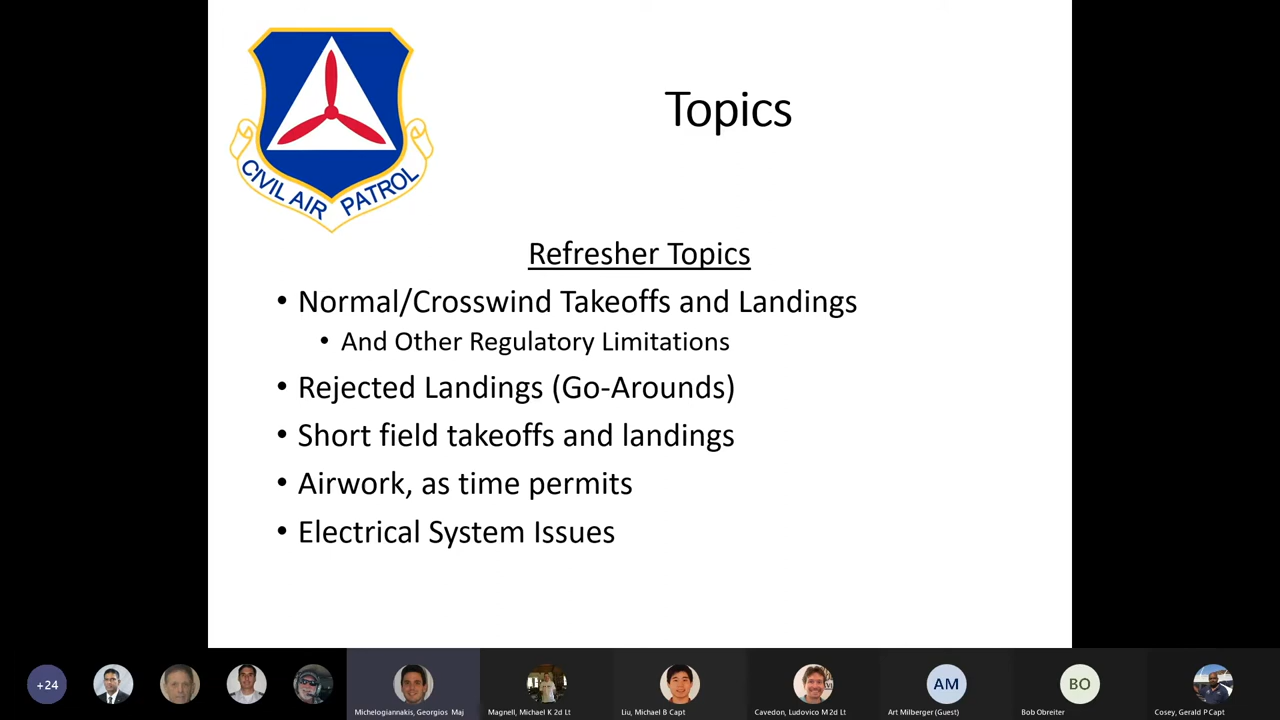 CIVIL AIR PATROL
Topics
Refresher Topics
• Normal/Crosswind Takeoffs and Landings
• And Other Regulatory Limitations
• Rejected Landings (Go-Arounds)
• Short field takeoffs and landings
• Airwork, as time permits
• Electrical System Issues
+24
AM
BO
Michelogiannakis, Georgios Maj
Magnell, Michael K 2d Lt
Liu, Michael B Capt
Cavedon, Ludovico M 2d Lt
Art Milberger (Guest)
Bob Obreiter
Cosey, Gerald P Capt